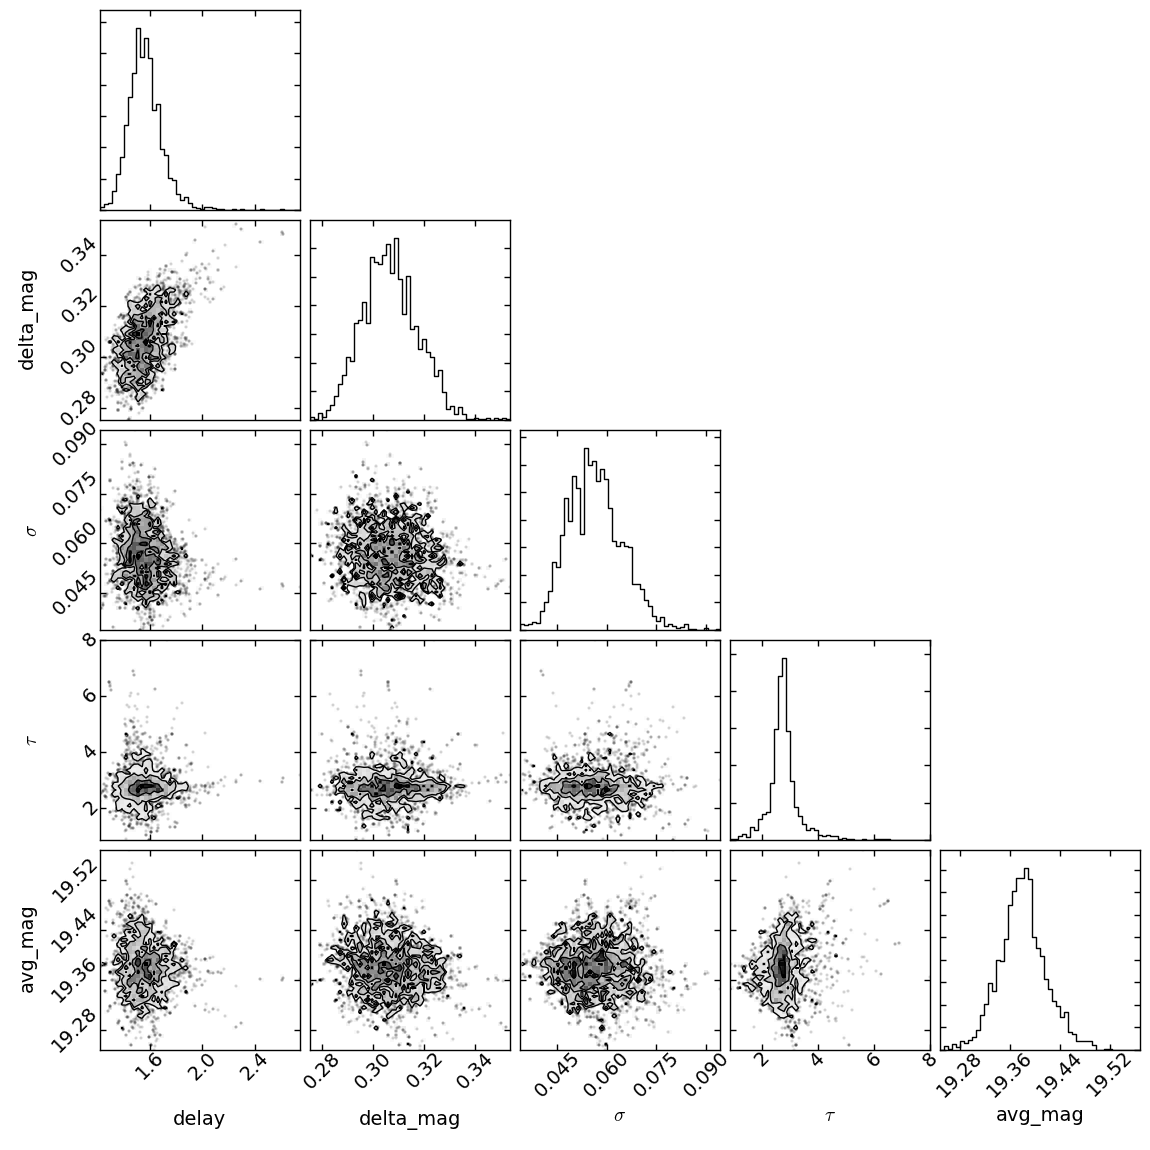 0.34
0.32
0.30
0.28
delta_mag
0.090
0.075
0.060
0.045
σ
8
6
4
2
τ
19.52
19.44
19.36
19.28
avg_mag
1.6 2.0 2.4
0.28 0.30 0.32 0.34
0.045 0.060 0.075 0.090
2 4 6 8
19.28 19.36 19.44 19.52
delay delta_mag σ τ avg_mag